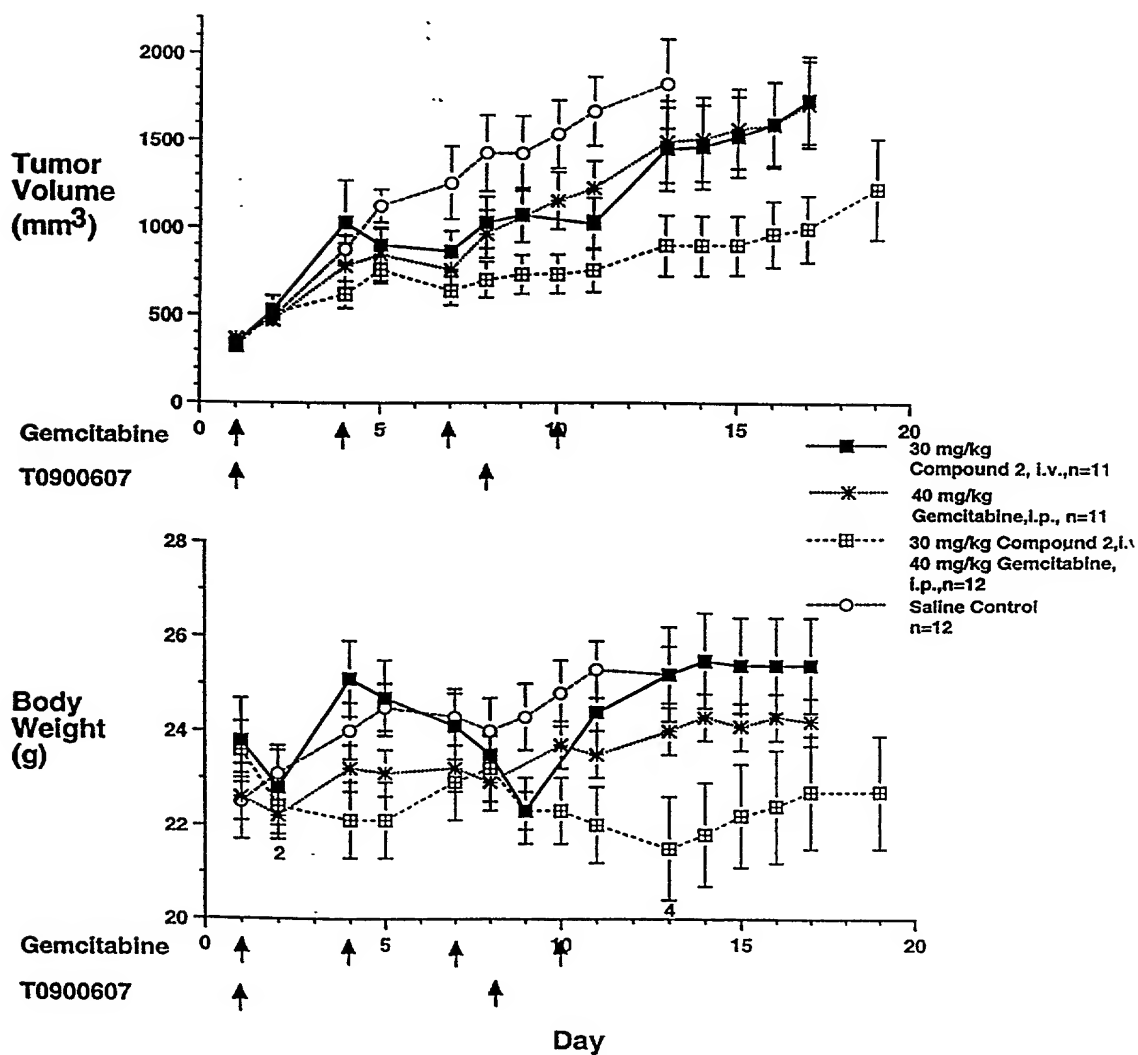 2000
1500
1000
500
0
Tumor
Volume
(mm3)
0 5 10 15 20
Gemcitabine
T0900607
30 mg/kg
Compound 2, i.v.,n=11
40 mg/kg
Gemcitabine,i.p., n=11
30 mg/kg Compound 2,i.v
40 mg/kg Gemcitabine,
i.p.,n=12
Saline Control
n=12
28
26
24
22
20
Body
Weight
(g)
2
4
0 5 10 15 20
Gemcitabine
T0900607
Day